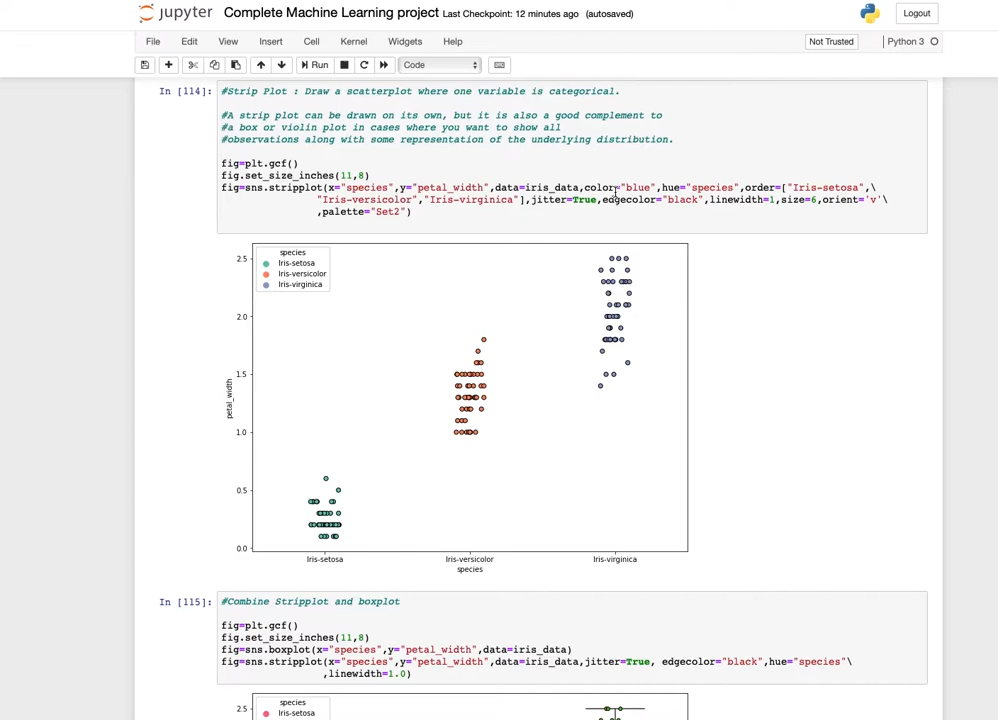 jupyter Complete Machine Learning project Last Checkpoint: 12 minutes ago (autosaved) Logout
File Edit View Insert Cell Kernel Widgets Help Not Trusted Python 3
Run Code
In [114]: #Strip Plot : Draw a scatterplot where one variable is categorical.
#A strip plot can be drawn on its own, but it is also a good complement to
#a box or violin plot in cases where you want to show all
#observations along with some representation of the underlying distribution.
fig=plt.gcf()
fig.set_size_inches(11,8)
fig=sns.stripplot(x="species",y="petal_width",data=iris_data,color="blue",hue="species",order=["Iris-setosa",\
"Iris-versicolor","Iris-virginica"],jitter=True,edgecolor="black",linewidth=1,size=6,orient='v'\
,palette="Set2")
species
Iris-setosa
Iris-versicolor
Iris-virginica
2.5
2.0
1.5
1.0
0.5
0.0
petal_width
Iris-setosa Iris-versicolor Iris-virginica
species
In [115]: #Combine Stripplot and boxplot
fig=plt.gcf()
fig.set_size_inches(11,8)
fig=sns.boxplot(x="species",y="petal_width",data=iris_data)
fig=sns.stripplot(x="species",y="petal_width",data=iris_data,jitter=True, edgecolor="black",hue="species"\
,linewidth=1.0)
species
2.5
Iris-setosa